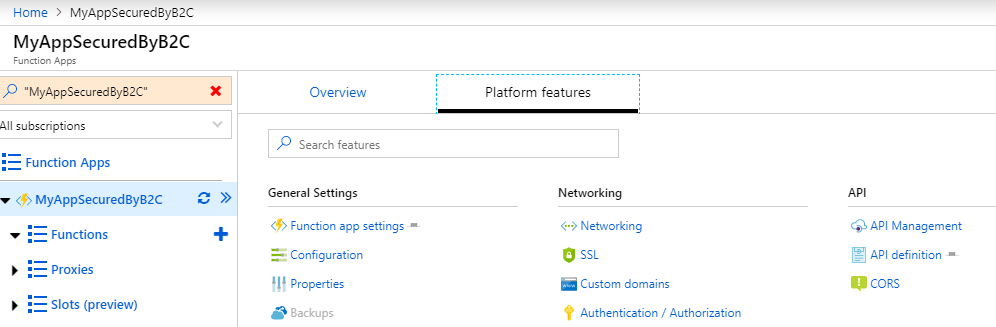 Home > MyAppSecuredByB2C
MyAppSecuredByB2C
Function Apps
"MyAppSecuredByB2C"
All subscriptions
Function Apps
MyAppSecuredByB2C
Functions
Proxies
Slots (preview)
Overview
Platform features
Search features
General Settings
Function app settings
Configuration
Properties
Backups
Networking
Networking
SSL
Custom domains
Authentication / Authorization
API
API Management
API definition
CORS